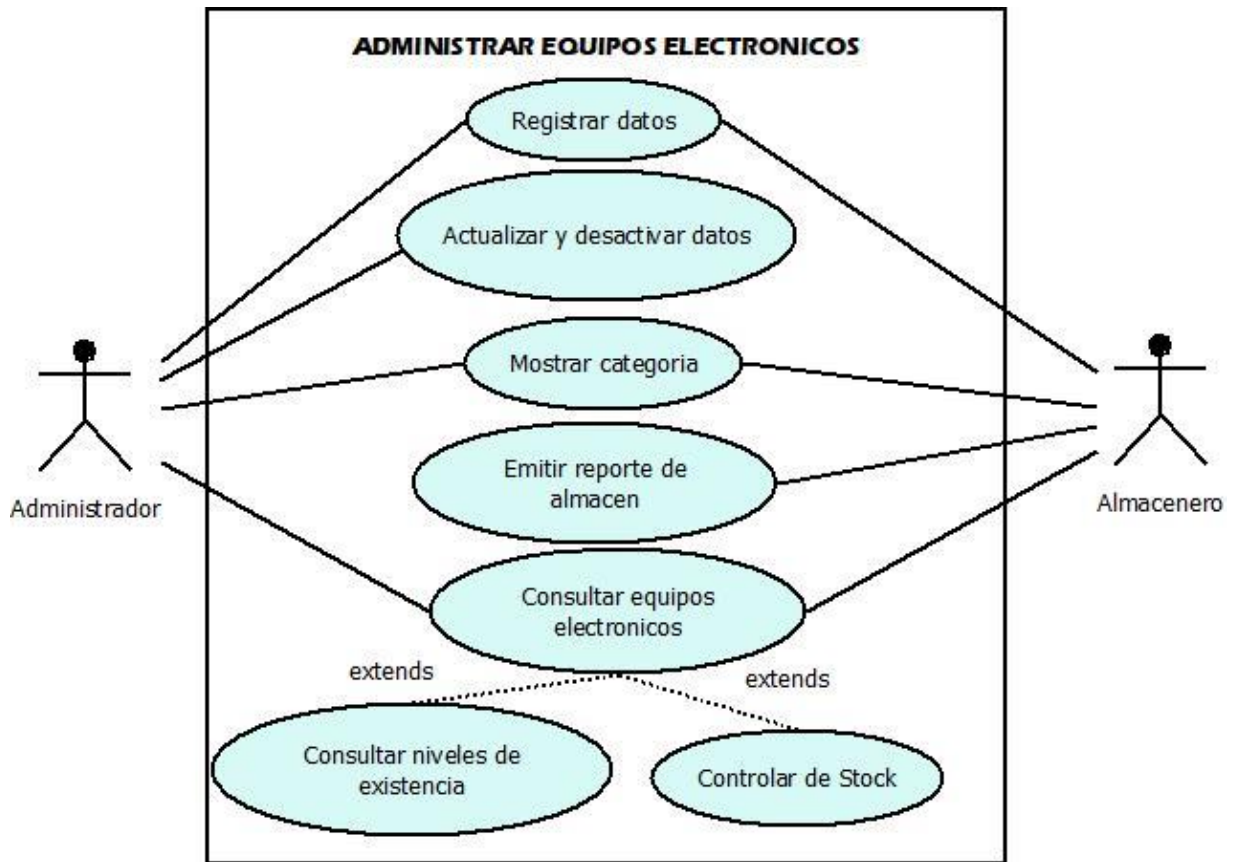 ADMINISTRAR EQUIPOS ELECTRONICOS
Registrar datos
Actualizar y desactivar datos
Mostrar categoria
Emitir reporte de
almacen
Administrador
Almacenero
Consultar equipos
electronicos
extends
extends
Consultar niveles de
existencia
Controlar de Stock